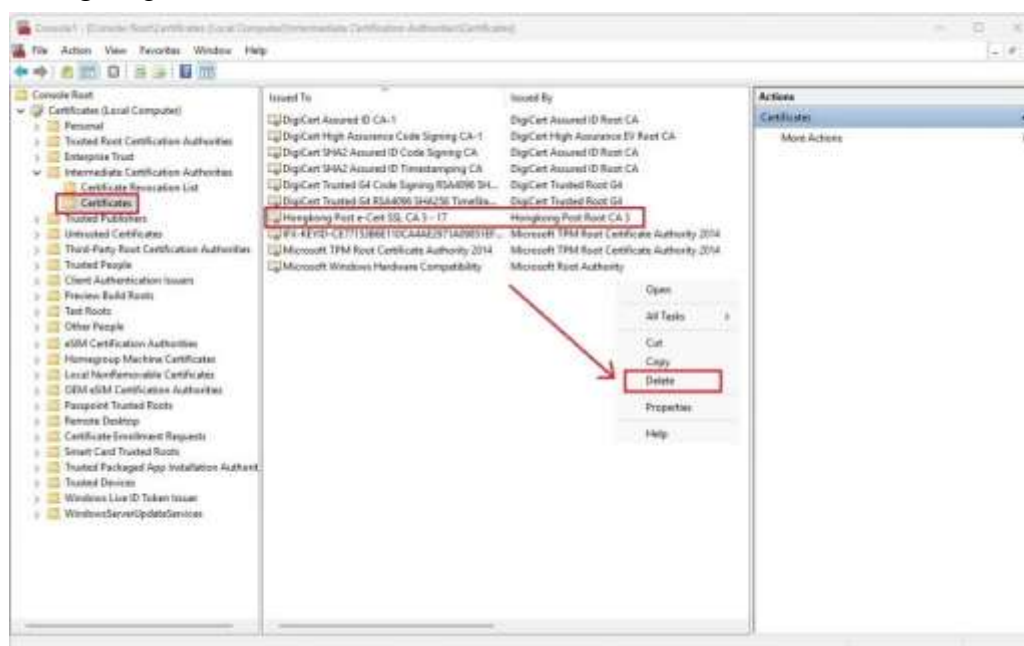 Console1 - [Console Root\Certificates (Local Computer)\Intermediate Certification Authorities\Certificates]
File Action View Favorites Window Help
Console Root
Certificates (Local Computer)
Personal
Trusted Root Certification Authorities
Enterprise Trust
Intermediate Certification Authorities
Certificate Revocation List
Certificates
Trusted Publishers
Untrusted Certificates
Third-Party Root Certification Authorities
Trusted People
Client Authentication Issuers
Preview Build Roots
Test Roots
Other People
eSIM Certification Authorities
Homegroup Machine Certificates
Local NonRemovable Certificates
OEM eSIM Certification Authorities
Passpoint Trusted Roots
Remote Desktop
Certificate Enrollment Requests
Smart Card Trusted Roots
Trusted Packaged App Installation Authorit
Trusted Devices
Windows Live ID Token Issuer
WindowsServerUpdateServices
Issued To Issued By
DigiCert Assured ID CA-1 DigiCert Assured ID Root CA
DigiCert High Assurance Code Signing CA-1 DigiCert High Assurance EV Root CA
DigiCert SHA2 Assured ID Code Signing CA DigiCert Assured ID Root CA
DigiCert SHA2 Assured ID Timestamping CA DigiCert Assured ID Root CA
DigiCert Trusted G4 Code Signing RSA4096 SH... DigiCert Trusted Root G4
DigiCert Trusted G4 RSA4096 SHA256 TimeSta... DigiCert Trusted Root G4
Hongkong Post e-Cert SSL CA 3 - 17 Hongkong Post Root CA 3
Microsoft TPM Root Certificate Authority 2014
Microsoft TPM Root Certificate Authority 2014 Microsoft TPM Root Certificate Authority 2014
Microsoft Windows Hardware Compatibility Microsoft Root Authority
Open
All Tasks
Cut
Copy
Delete
Properties
Help
Actions
Certificates
More Actions